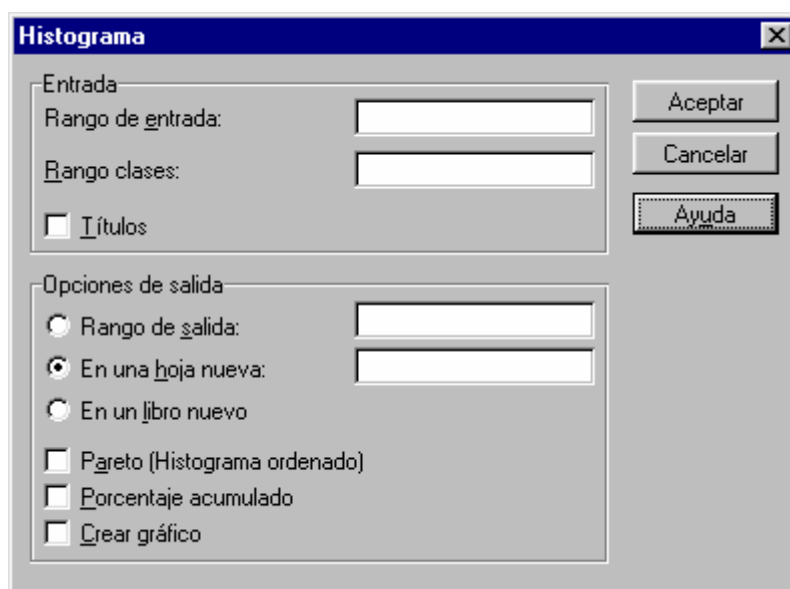 Histograma
Entrada
Rango de entrada:
Rango clases:
Títulos
Aceptar
Cancelar
Ayuda
Opciones de salida
Rango de salida:
En una hoja nueva:
En un libro nuevo
Pareto (Histograma ordenado)
Porcentaje acumulado
Crear gráfico